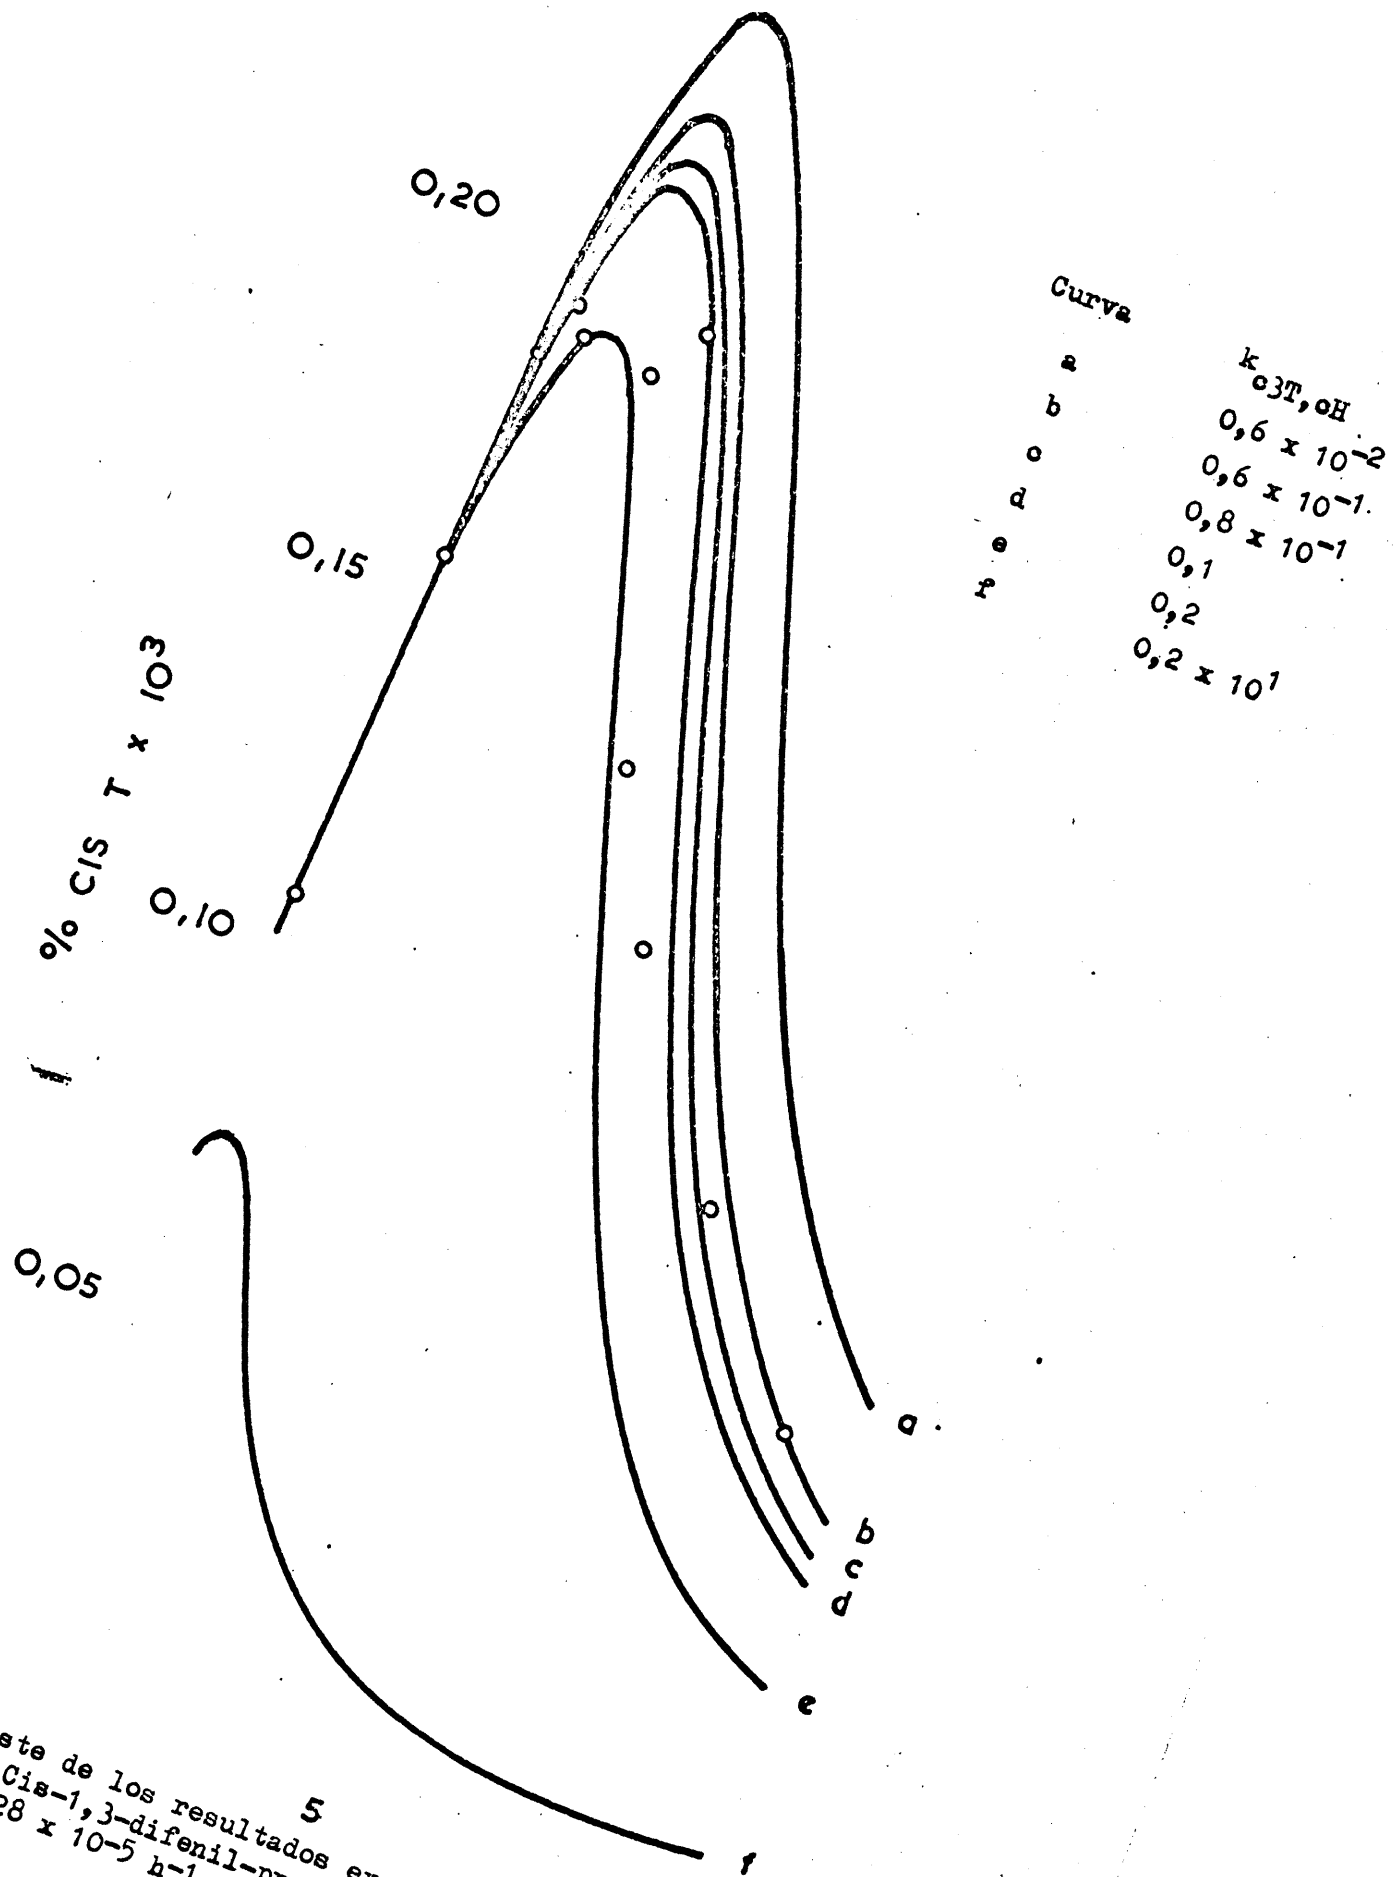 0,20
0,15
% CIS T x 10³
0,10
0,05
Curva
k c3T,cH
a 0,6 x 10-2
b 0,6 x 10-1
c 0,8 x 10-1
d 0,1
e 0,2
f 0,2 x 10¹
a
b
c
d
e
f
5
de los resultados
Cis-1,3-difenil-
x 10-5 h-1